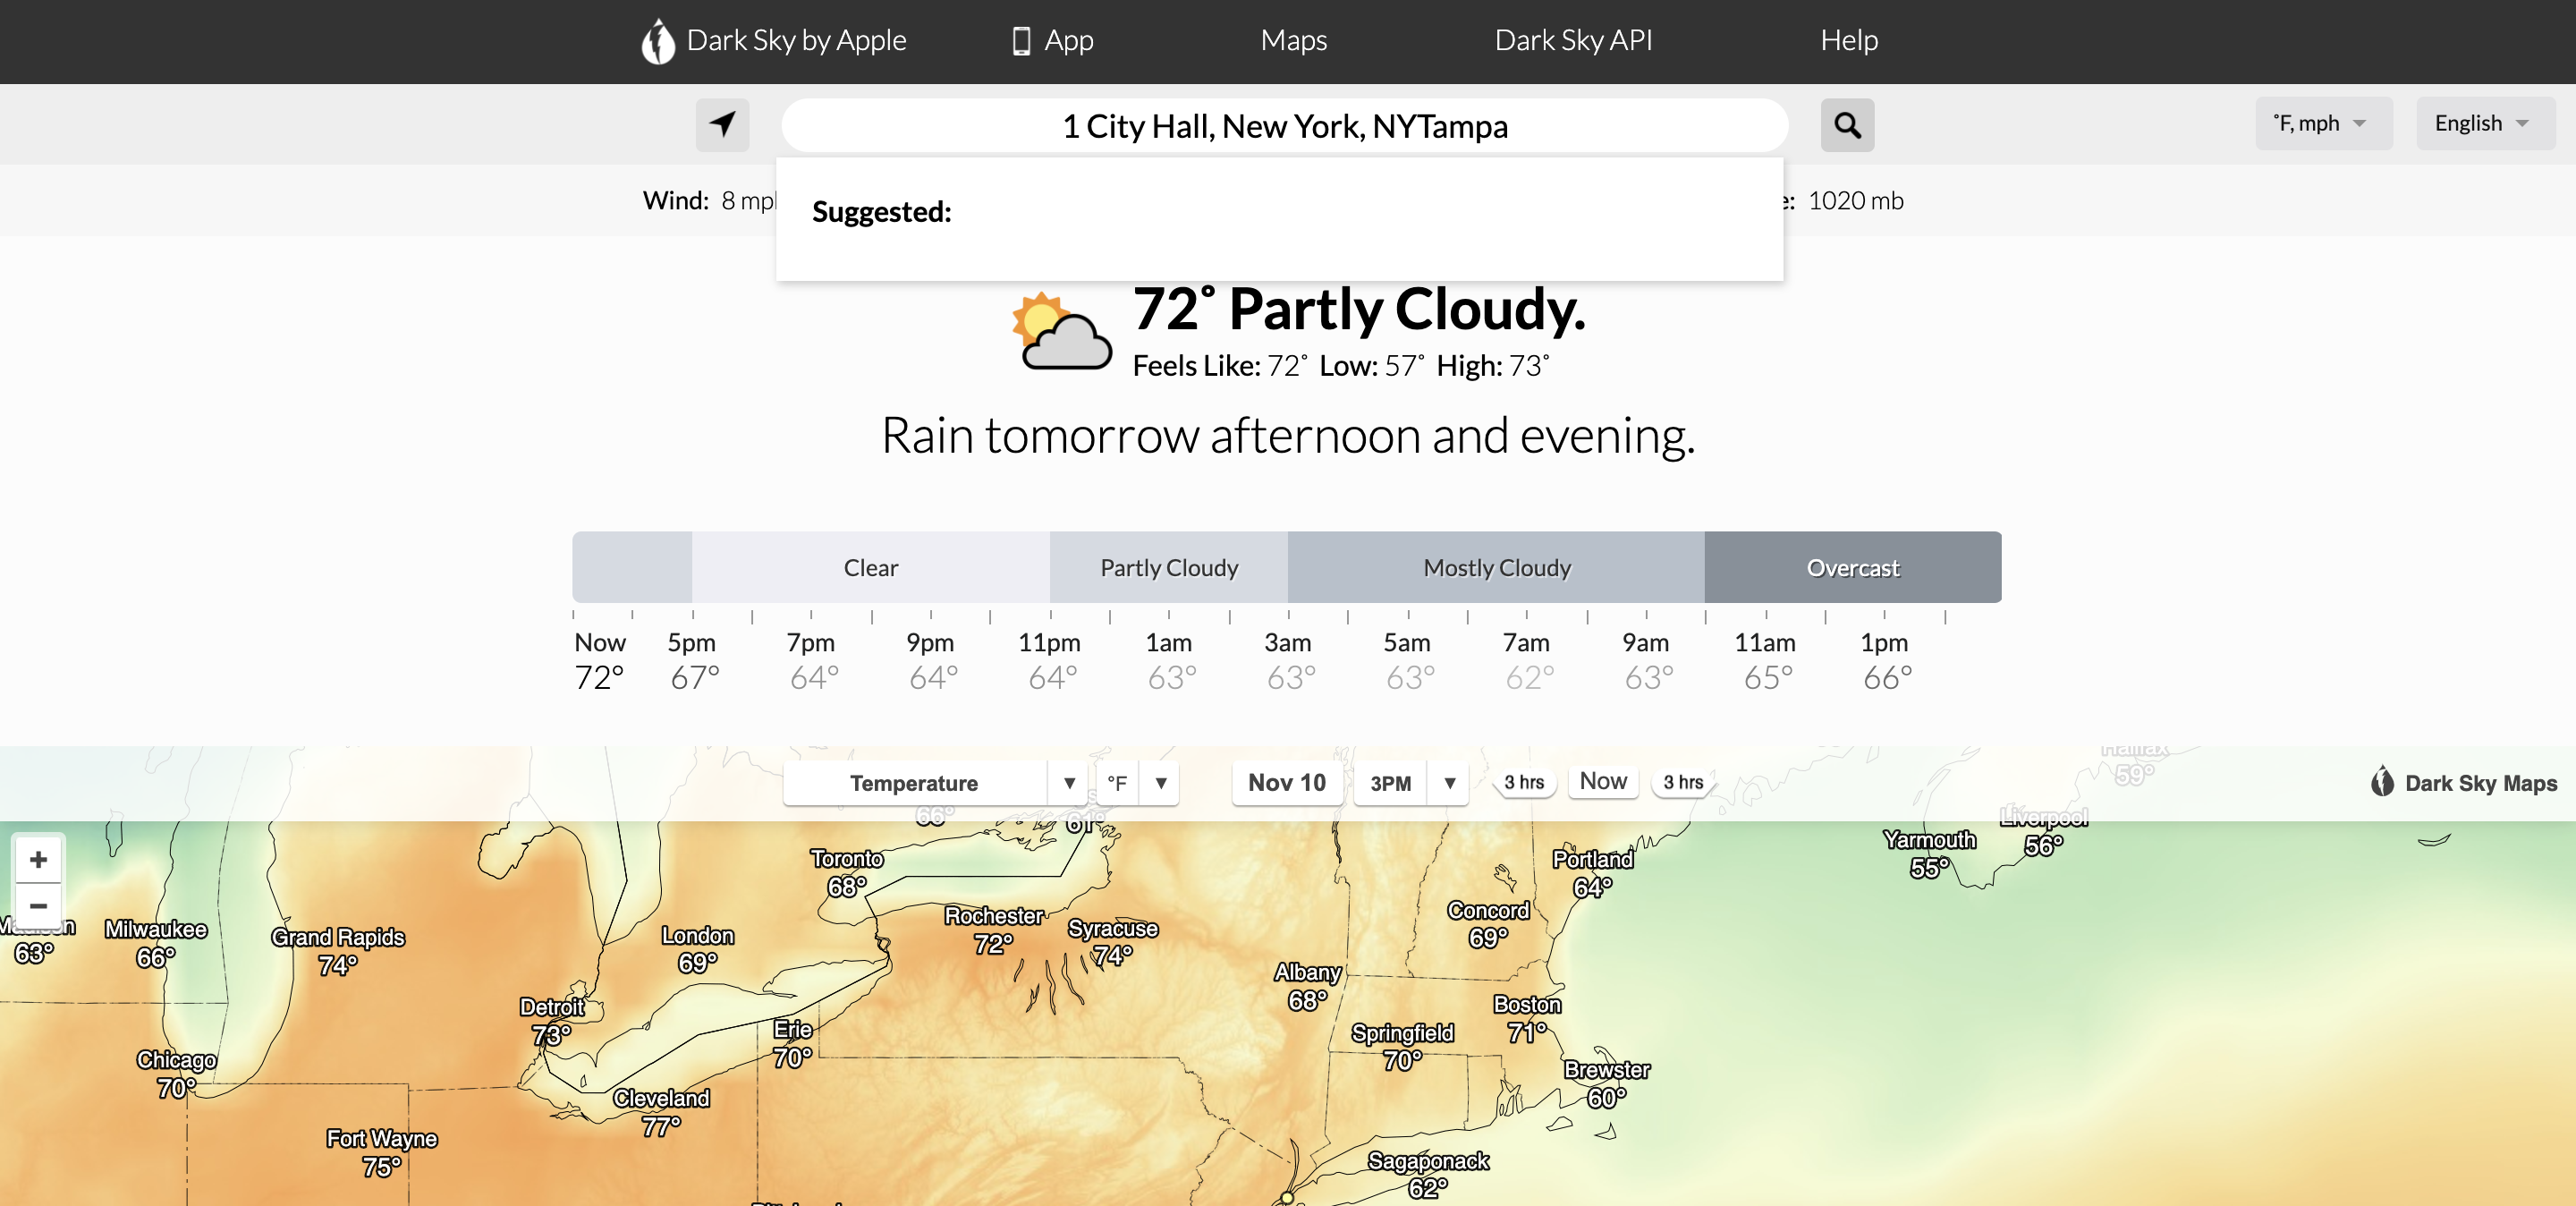 Dark Sky by Apple App Maps Dark Sky API Help
1 City Hall, New York, NYTampa
˚F, mph English
Wind: 8 mph
Suggested:
e: 1020 mb
72˚ Partly Cloudy.
Feels Like: 72˚ Low: 57˚ High: 73˚
Rain tomorrow afternoon and evening.
Clear Partly Cloudy Mostly Cloudy Overcast
Now 5pm 7pm 9pm 11pm 1am 3am 5am 7am 9am 11am 1pm
72° 67° 64° 64° 64° 63° 63° 63° 62° 63° 65° 66°
Halifax
59°
Temperature °F Nov 10 3PM 3 hrs Now 3 hrs
Dark Sky Maps
66°
61°
Liverpool
56°
Yarmouth
55°
+
−
Toronto
68°
Portland
64°
63°
Milwaukee
66°
Grand Rapids
74°
London
69°
Rochester
72°
Syracuse
74°
Concord
69°
Albany
68°
Detroit
73°
Boston
71°
Erie
70°
Springfield
70°
Chicago
70°
Brewster
60°
Cleveland
77°
Fort Wayne
75°
Sagaponack
62°